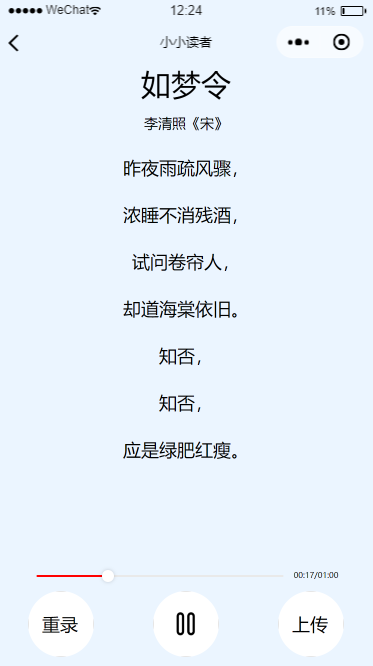 WeChat 12:24 11%
小小读者
如梦令
李清照《宋》
昨夜雨疏风骤，
浓睡不消残酒，
试问卷帘人，
却道海棠依旧。
知否，
知否，
应是绿肥红瘦。
00:17/01:00
重录 上传